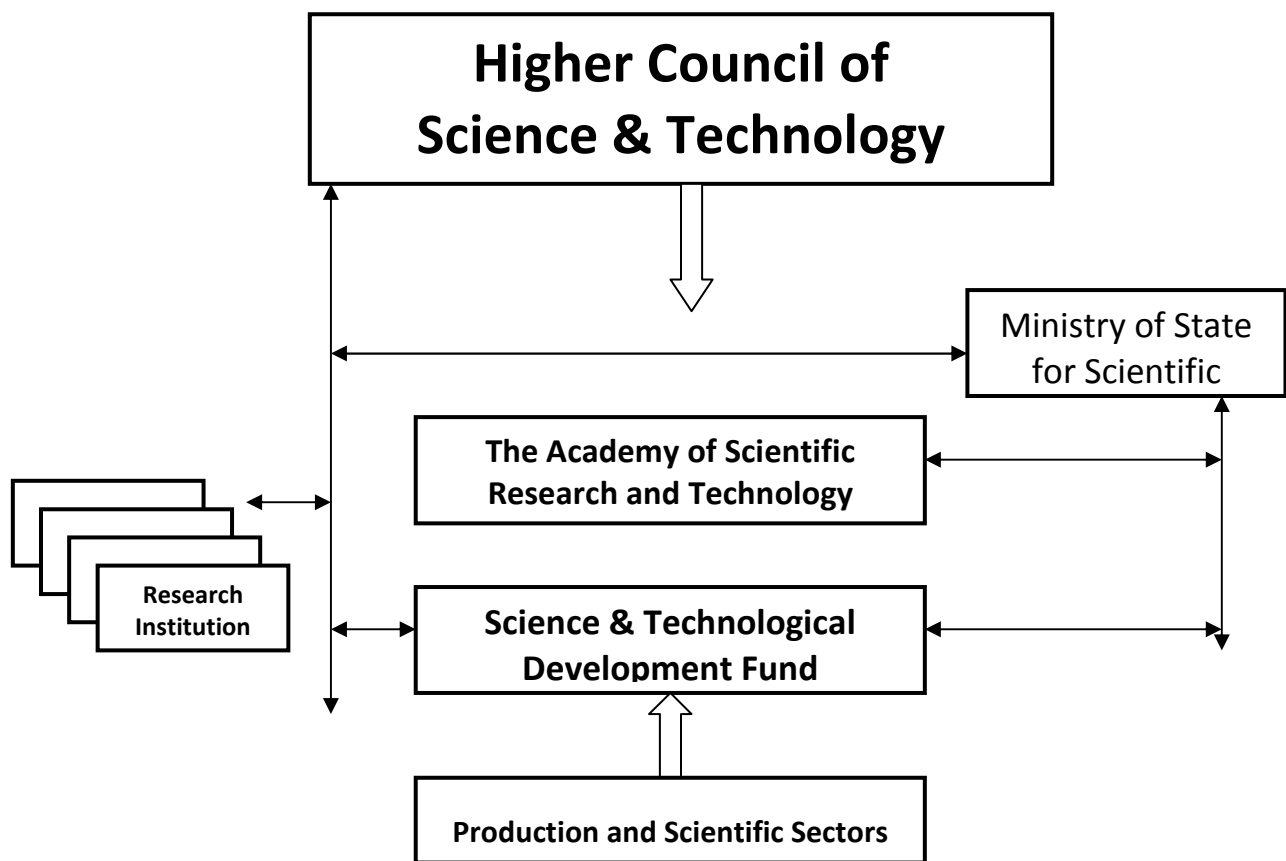 Higher Council of
Science & Technology
Ministry of State
for Scientific
The Academy of Scientific
Research and Technology
Research
Institution
Science & Technological
Development Fund
Production and Scientific Sectors